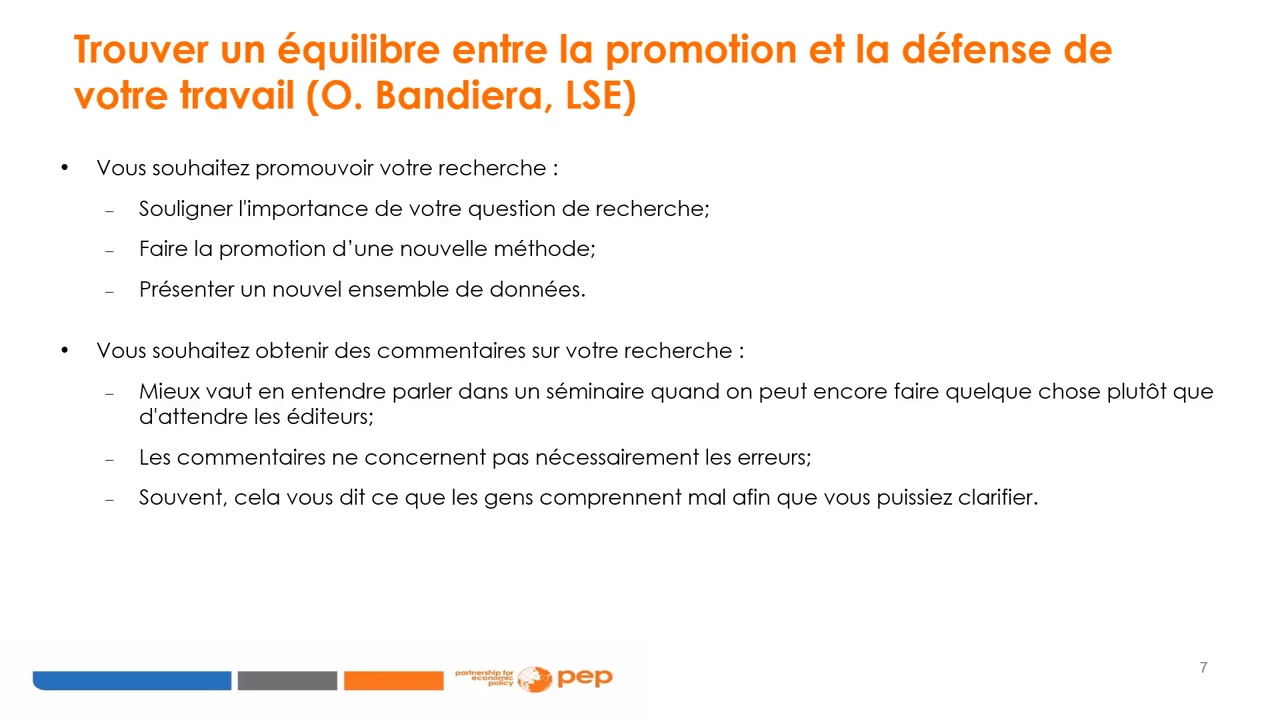 Trouver un équilibre entre la promotion et la défense de
votre travail (O. Bandiera, LSE)
• Vous souhaitez promouvoir votre recherche :
– Souligner l'importance de votre question de recherche;
– Faire la promotion d’une nouvelle méthode;
– Présenter un nouvel ensemble de données.
• Vous souhaitez obtenir des commentaires sur votre recherche :
– Mieux vaut en entendre parler dans un séminaire quand on peut encore faire quelque chose plutôt que
d'attendre les éditeurs;
– Les commentaires ne concernent pas nécessairement les erreurs;
– Souvent, cela vous dit ce que les gens comprennent mal afin que vous puissiez clarifier.
partnership for
economic
policy
pep
7